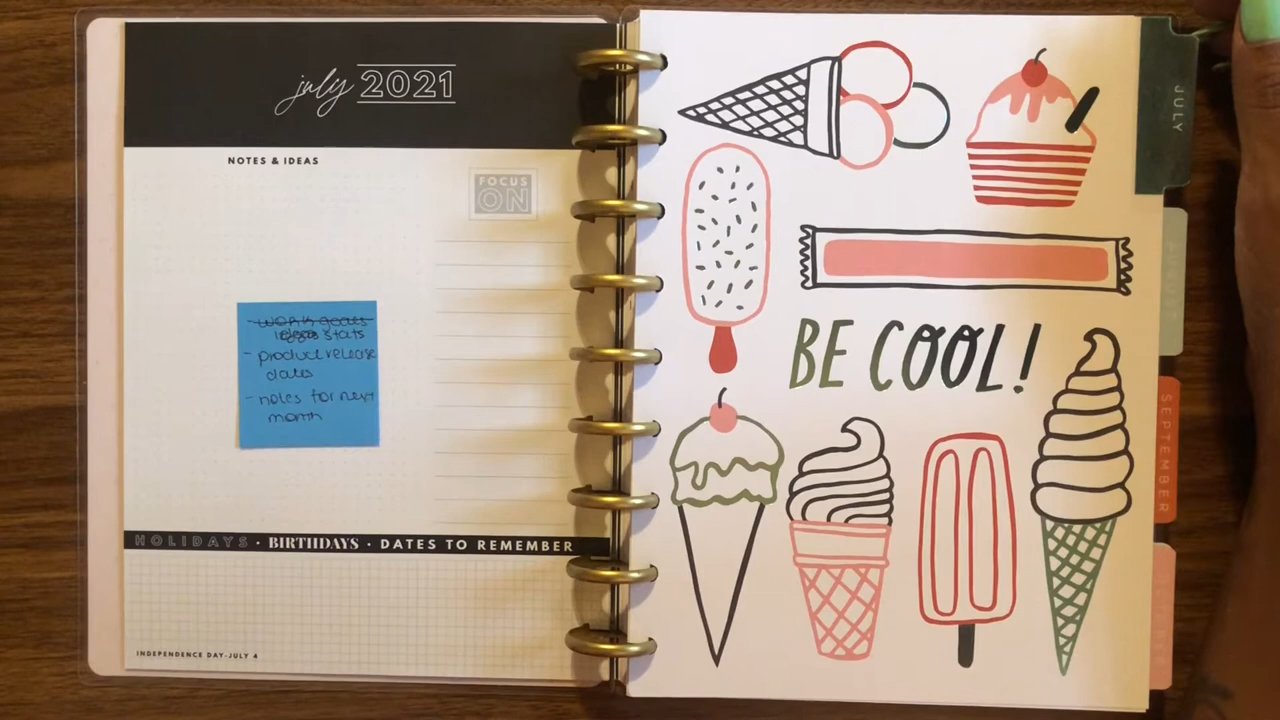 july 2021
NOTES & IDEAS
FOCUS
ON
- WORK GOALS
stats
- product release
dates
- notes for next
month
HOLIDAYS • BIRTHDAYS • DATES TO REMEMBER
INDEPENDENCE DAY-JULY 4
BE COOL!
JULY
SEPTEMBER